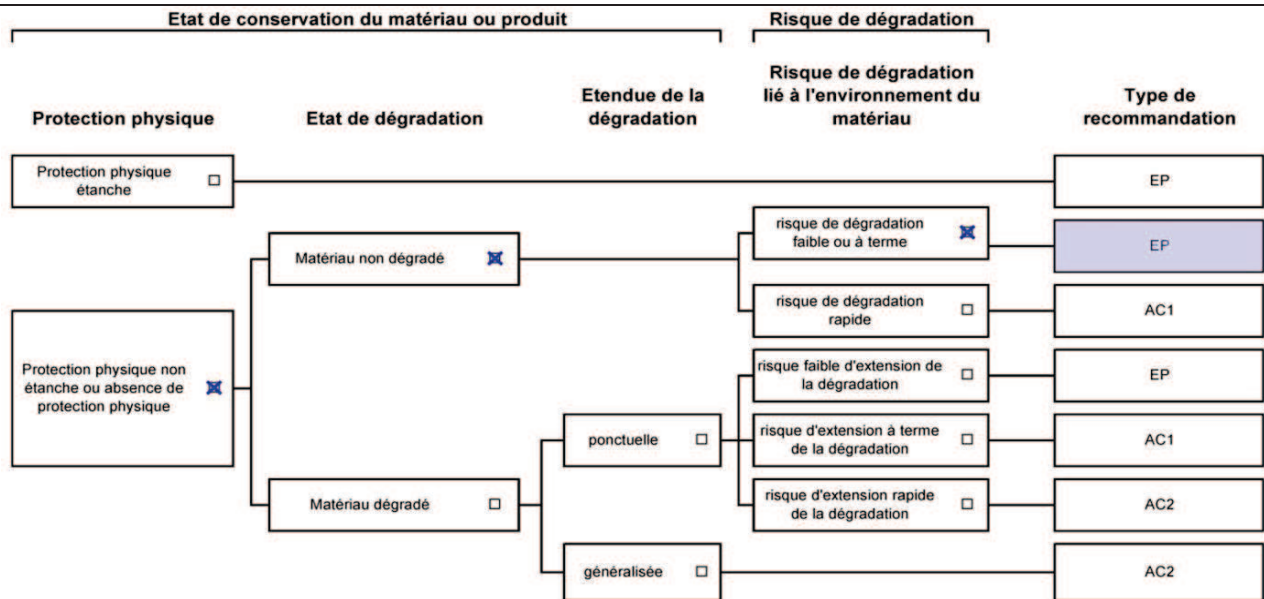 Etat de conservation du matériau ou produit
Risque de dégradation
Protection physique
Etat de dégradation
Etendue de la
dégradation
Risque de dégradation
lié à l'environnement du
matériau
Type de
recommandation
Protection physique
étanche
EP
risque de dégradation
faible ou à terme
EP
Matériau non dégradé
risque de dégradation
rapide
AC1
Protection physique non
étanche ou absence de
protection physique
risque faible d'extension de
la dégradation
EP
ponctuelle
risque d'extension à terme
de la dégradation
AC1
Matériau dégradé
risque d'extension rapide
de la dégradation
AC2
généralisée
AC2